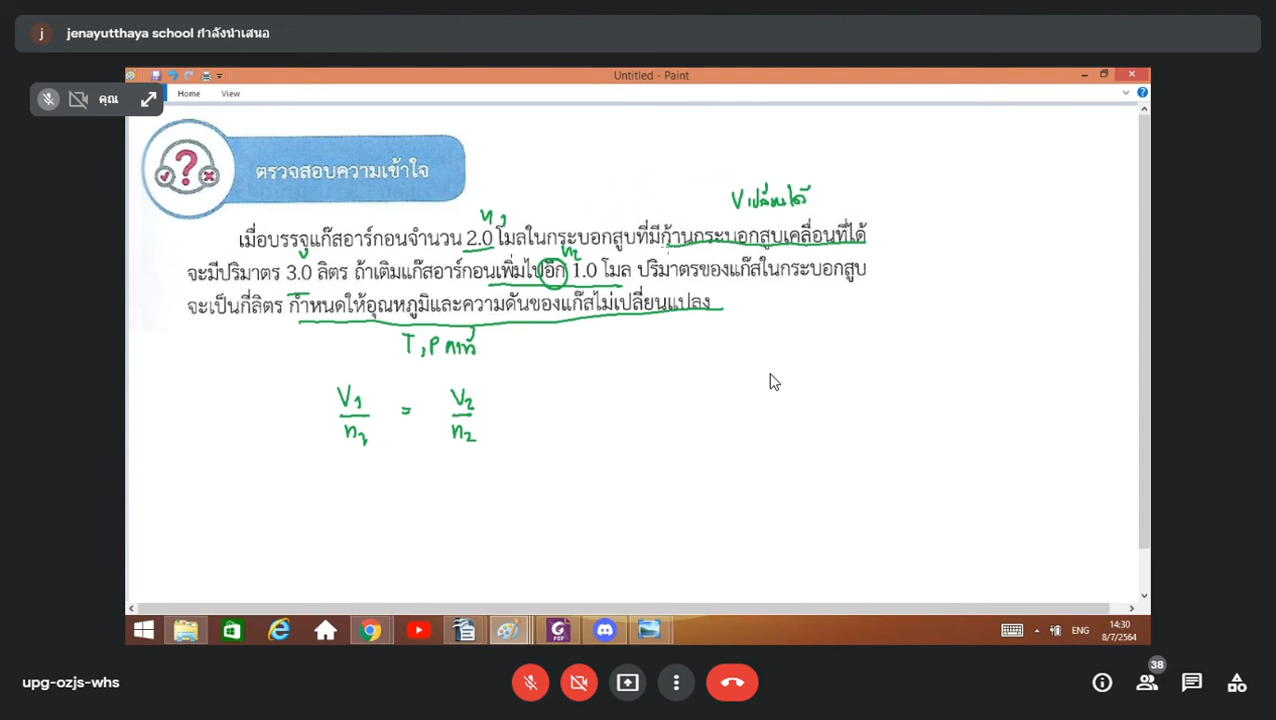 j jenayutthaya school กำลังนำเสนอ
Untitled - Paint
คุณ
Home View
ตรวจสอบความเข้าใจ
V เปลี่ยนได้
n1
เมื่อบรรจุแก๊สอาร์กอนจำนวน 2.0 โมลในกระบอกสูบที่มีก้านกระบอกสูบเคลื่อนที่ได้
n2
จะมีปริมาตร 3.0 ลิตร ถ้าเติมแก๊สอาร์กอนเพิ่มไปอีก 1.0 โมล ปริมาตรของแก๊สในกระบอกสูบ
จะเป็นกี่ลิตร กำหนดให้อุณหภูมิและความดันของแก๊สไม่เปลี่ยนแปลง
T, P คงที่
V1 = V2
n1 n2
ENG
14:30
8/7/2564
38
upg-ozjs-whs